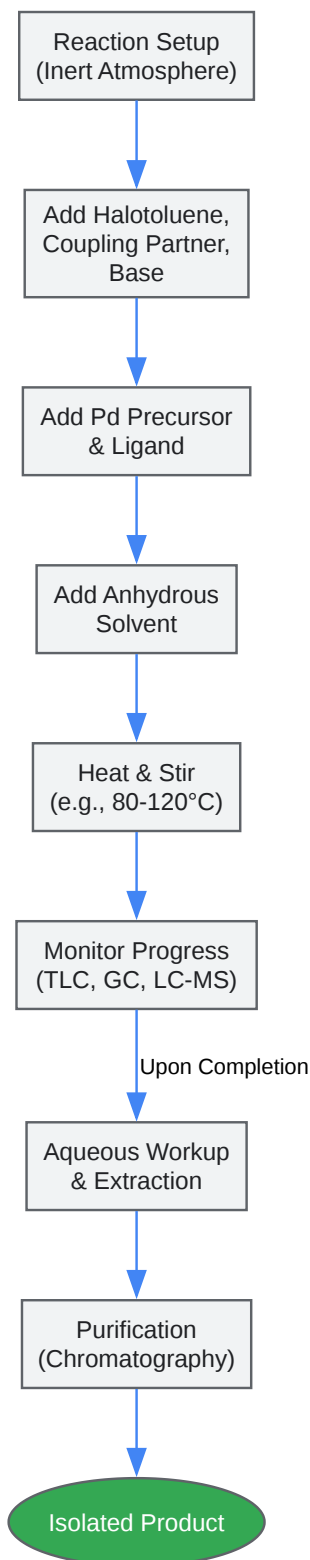 Reaction Setup
(Inert Atmosphere)
Add Halotoluene,
Coupling Partner,
Base
Add Pd Precursor
& Ligand
Add Anhydrous
Solvent
Heat & Stir
(e.g., 80-120°C)
Monitor Progress
(TLC, GC, LC-MS)
Upon Completion
Aqueous Workup
& Extraction
Purification
(Chromatography)
Isolated Product